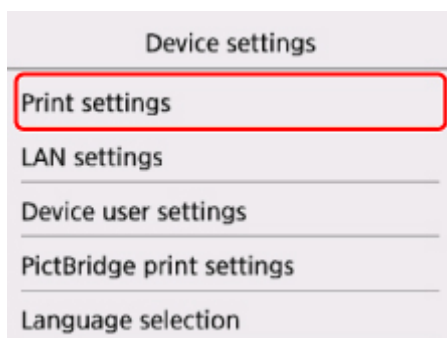 Device settings
Print settings
LAN settings
Device user settings
PictBridge print settings
Language selection